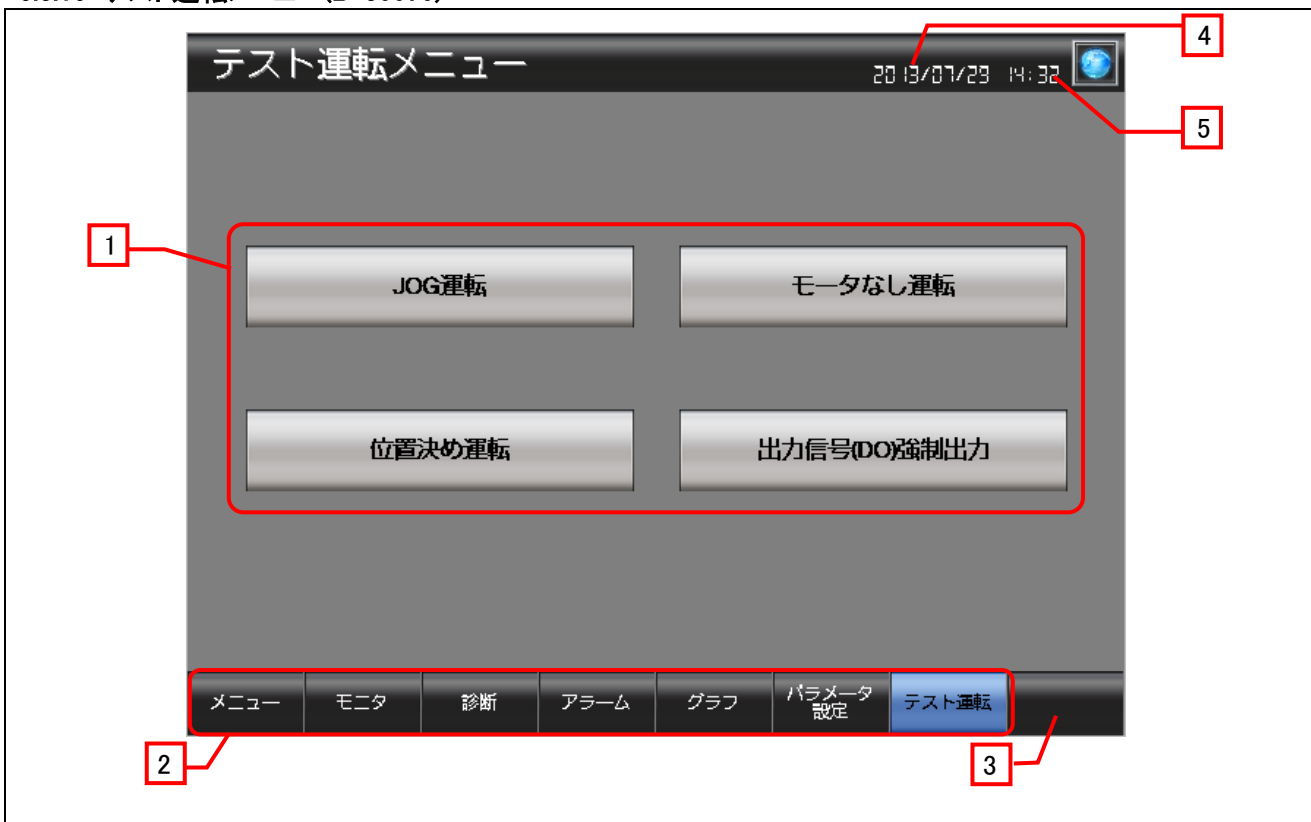 4
テスト運転メニュー
2013/07/29 14:32
5
1
JOG運転
モータなし運転
位置決め運転
出力信号(DO)強制出力
メニュー
モニタ
診断
アラーム
グラフ
パラメータ
設定
テスト運転
2
3